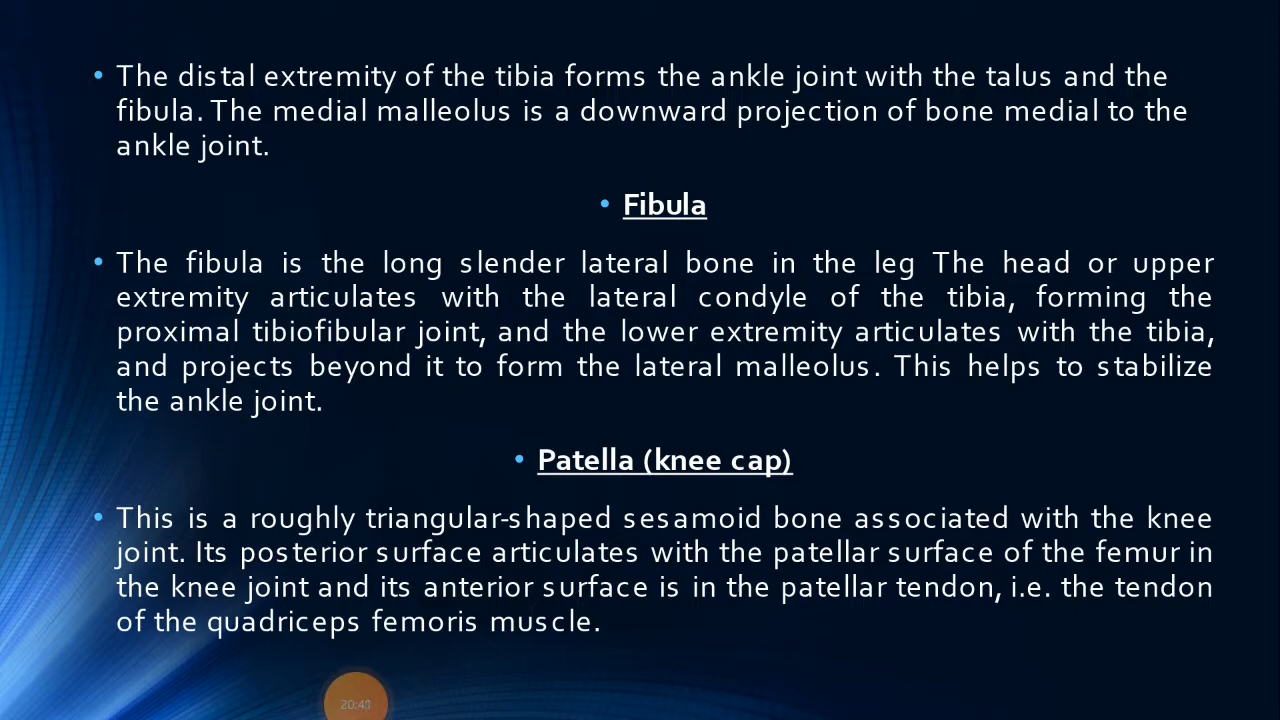 • The distal extremity of the tibia forms the ankle joint with the talus and the
fibula. The medial malleolus is a downward projection of bone medial to the
ankle joint.
• Fibula
• The fibula is the long slender lateral bone in the leg The head or upper
extremity articulates with the lateral condyle of the tibia, forming the
proximal tibiofibular joint, and the lower extremity articulates with the tibia,
and projects beyond it to form the lateral malleolus. This helps to stabilize
the ankle joint.
• Patella (knee cap)
• This is a roughly triangular-shaped sesamoid bone associated with the knee
joint. Its posterior surface articulates with the patellar surface of the femur in
the knee joint and its anterior surface is in the patellar tendon, i.e. the tendon
of the quadriceps femoris muscle.